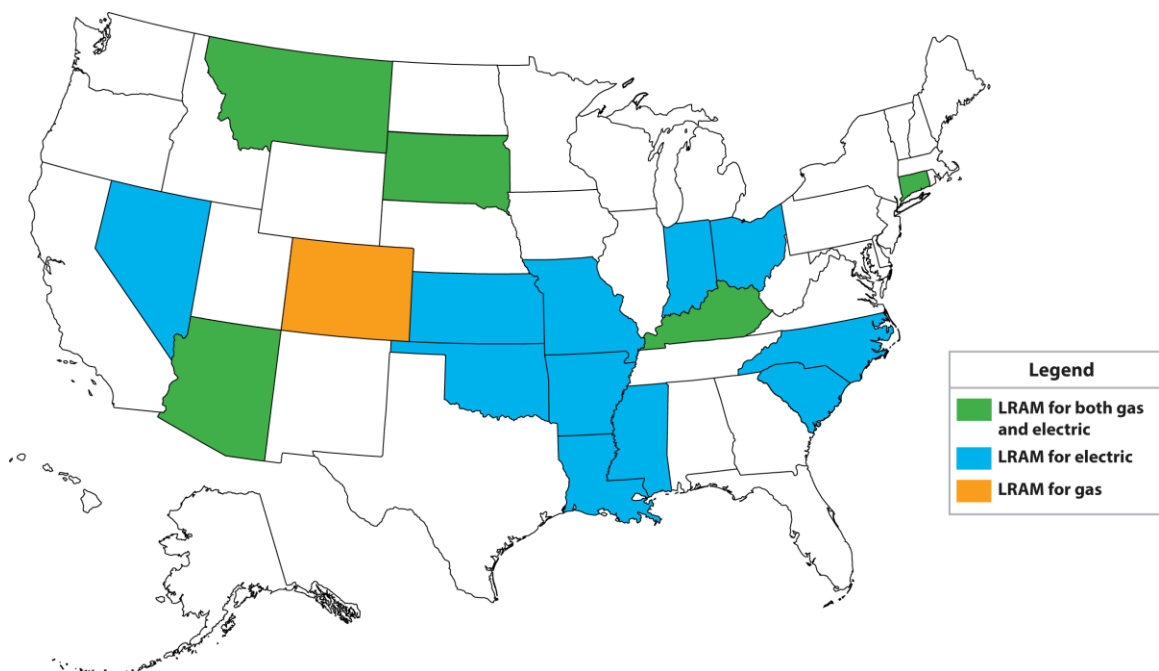 Legend
LRAM for both gas
and electric
LRAM for electric
LRAM for gas